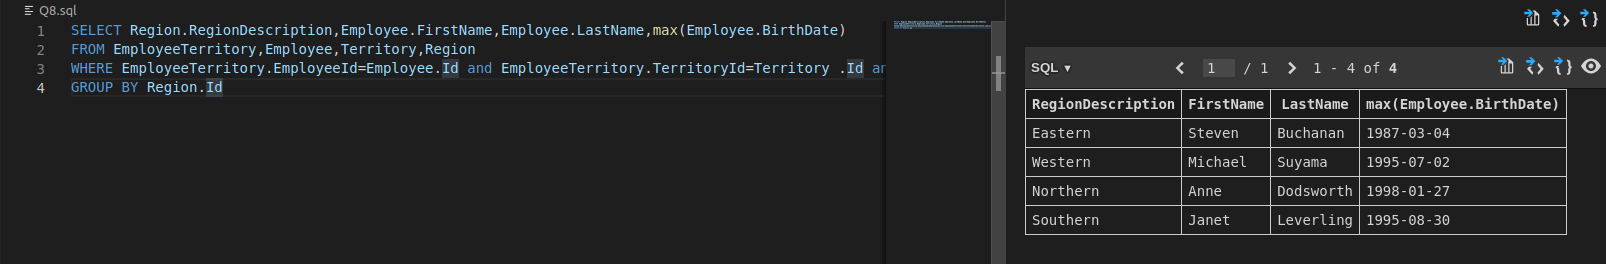 Q8.sql
1 SELECT Region.RegionDescription,Employee.FirstName,Employee.LastName,max(Employee.BirthDate)
2 FROM EmployeeTerritory,Employee,Territory,Region
3 WHERE EmployeeTerritory.EmployeeId=Employee.Id and EmployeeTerritory.TerritoryId=Territory .Id an
4 GROUP BY Region.Id
SQL ▼ < 1 / 1 > 1 - 4 of 4
RegionDescription FirstName LastName max(Employee.BirthDate)
Eastern Steven Buchanan 1987-03-04
Western Michael Suyama 1995-07-02
Northern Anne Dodsworth 1998-01-27
Southern Janet Leverling 1995-08-30